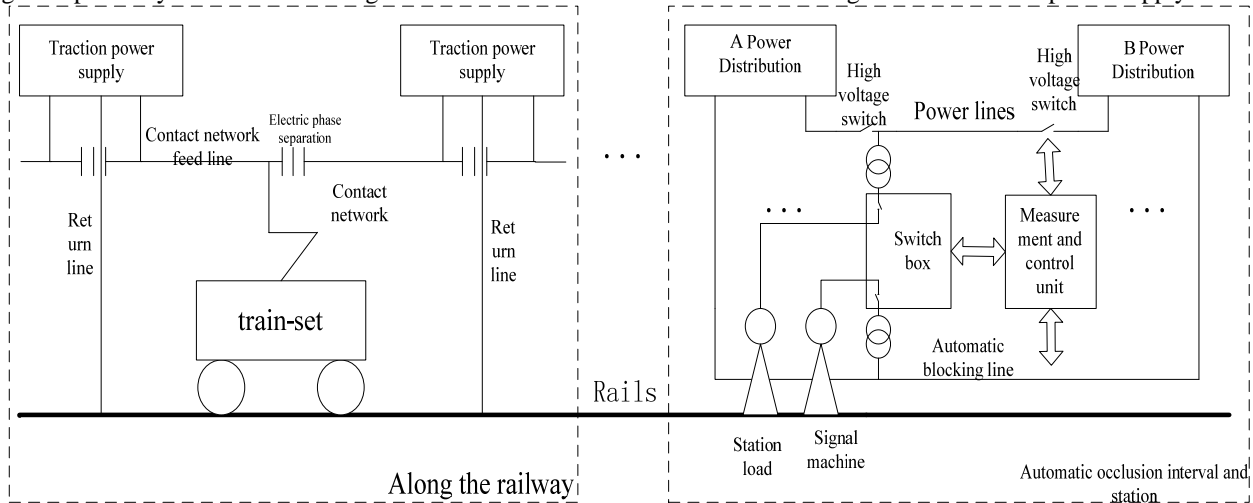 Traction power
supply
Traction power
supply
Contact network
feed line
Electric phase
separation
Contact
network
Ret
urn
line
Ret
urn
line
train-set
Along the railway
...
Rails
A Power
Distribution
High
voltage
switch
Power lines
High
voltage
switch
B Power
Distribution
...
Switch
box
Measure
ment and
control
unit
...
Automatic
blocking line
Station
load
Signal
machine
Automatic occlusion interval and
station